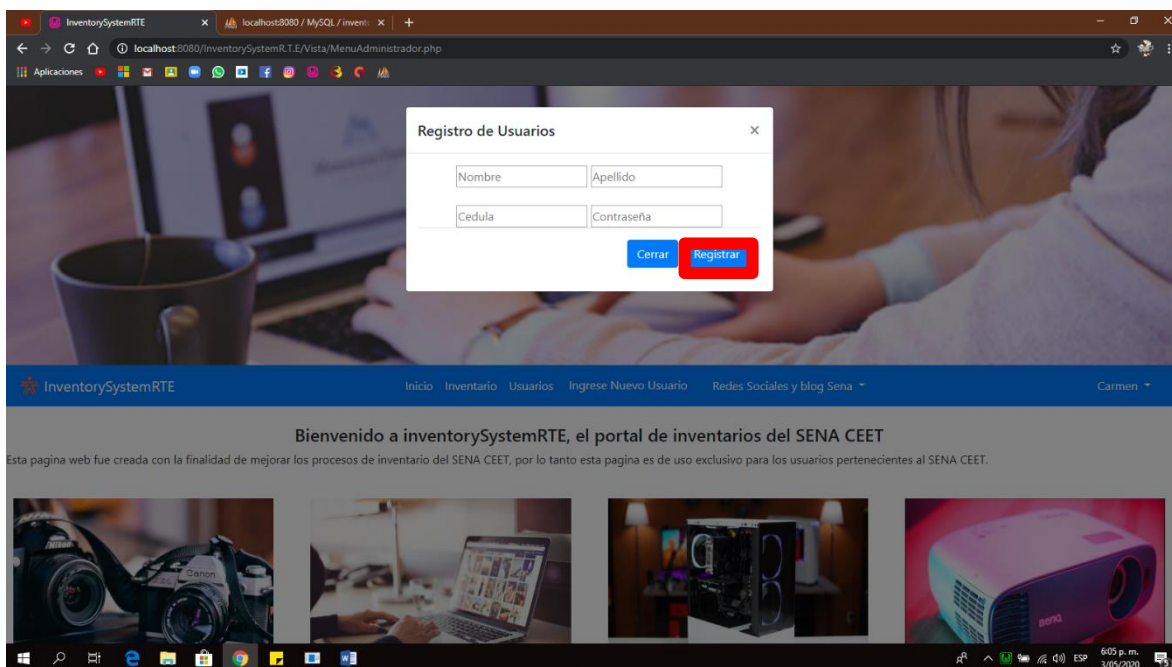 InventorySystemRTE
localhost:8080 / MySQL / invent
localhost:8080/InventorySystemR.T.E/Vista/MenuAdministrador.php
Aplicaciones
Registro de Usuarios
Nombre Apellido
Cedula Contraseña
Cerrar Registrar
InventorySystemRTE Inicio Inventario Usuarios Ingrese Nuevo Usuario Redes Sociales y blog Sena Carmen
Bienvenido a inventorySystemRTE, el portal de inventarios del SENA CEET
Esta pagina web fue creada con la finalidad de mejorar los procesos de inventario del SENA CEET, por lo tanto esta pagina es de uso exclusivo para los usuarios pertenecientes al SENA CEET.
Nikon
Canon
BenQ
ESP
6:05 p. m.
3/05/2020